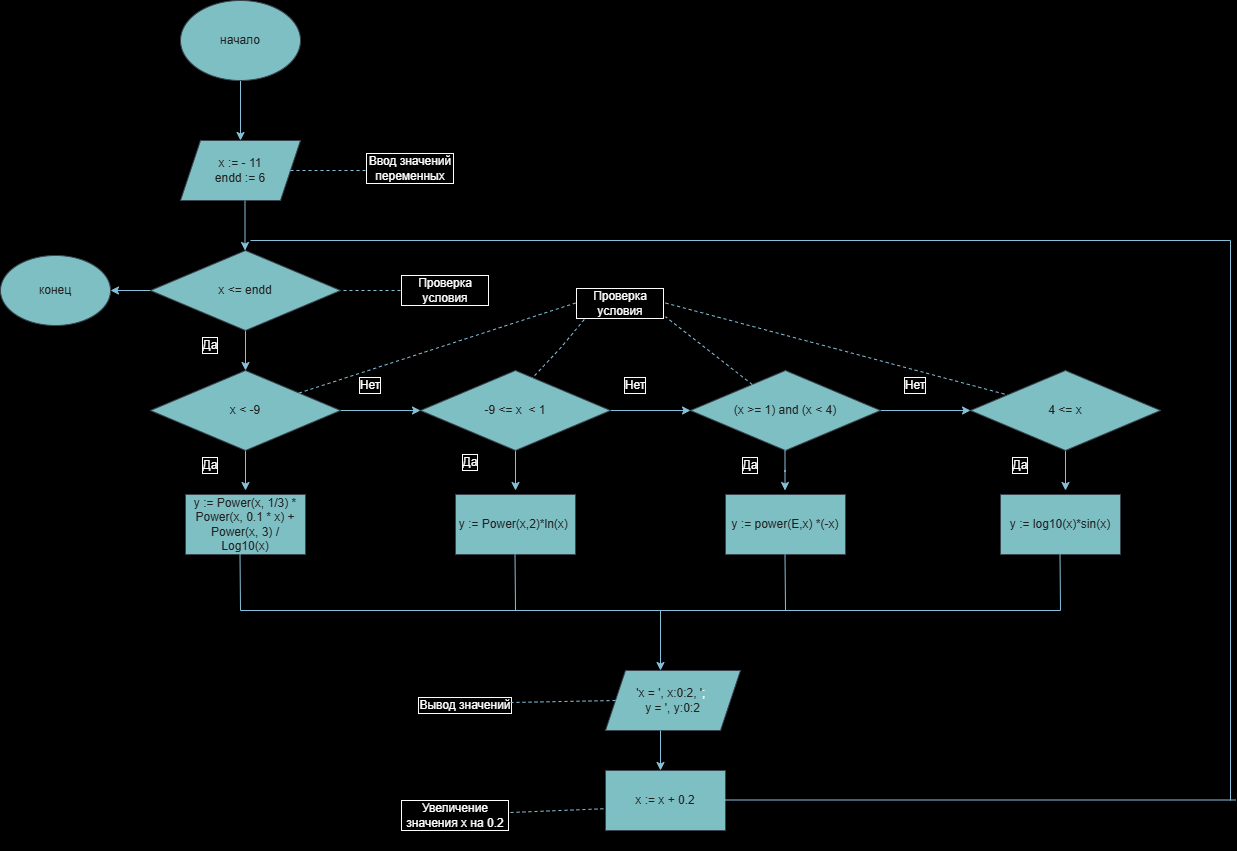 начало
x := - 11
endd := 6
Ввод значений
переменных
конец
x <= endd
Проверка
условия
Проверка
условия
Да
Нет
Нет
Нет
x < -9
-9 <= x < 1
(x >= 1) and (x < 4)
4 <= x
Да
Да
Да
Да
y := Power(x, 1/3) *
Power(x, 0.1 * x) +
Power(x, 3) /
Log10(x)
y := Power(x,2)*ln(x)
y := power(E,x) *(-x)
y := log10(x)*sin(x)
Вывод значений
'x = ', x:0:2, ';
y = ', y:0:2
Увеличение
значения x на 0.2
x := x + 0.2